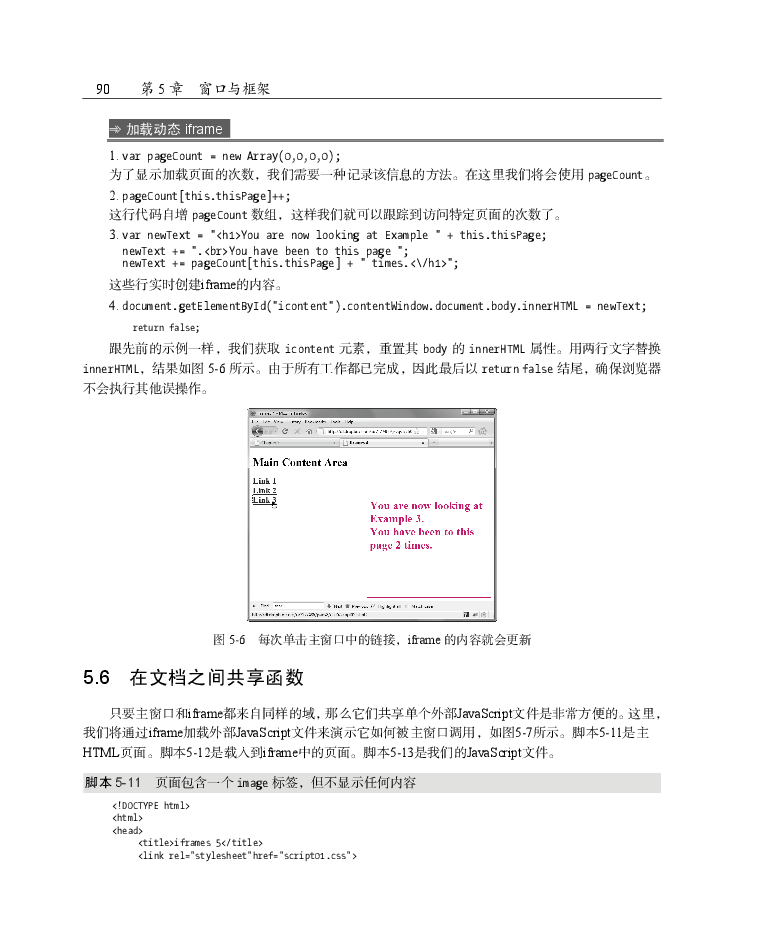 90 第 5 章 窗口与框架
加载动态 iframe
1. var pageCount = new Array(0,0,0,0);
为了显示加载页面的次数，我们需要一种记录该信息的方法。在这里我们将会使用 pageCount。
2. pageCount[this.thisPage]++;
这行代码自增 pageCount 数组，这样我们就可以跟踪到访问特定页面的次数了。
3. var newText = "<h1>You are now looking at Example " + this.thisPage;
newText += ".<br>You have been to this page ";
newText += pageCount[this.thisPage] + " times.<\/h1>";
这些行实时创建iframe的内容。
4. document.getElementById("icontent").contentWindow.document.body.innerHTML = newText;
return false;
跟先前的示例一样，我们获取 icontent 元素，重置其 body 的 innerHTML 属性。用两行文字替换
innerHTML，结果如图 5-6 所示。由于所有工作都已完成，因此最后以 return false 结尾，确保浏览器
不会执行其他误操作。
Main Content Area
Link 1
Link 2
Link 3
You are now looking at
Example 3.
You have been to this
page 2 times.
图 5-6 每次单击主窗口中的链接，iframe 的内容就会更新
5.6 在文档之间共享函数
只要主窗口和iframe都来自同样的域，那么它们共享单个外部JavaScript文件是非常方便的。这里，
我们将通过iframe加载外部JavaScript文件来演示它如何被主窗口调用，如图5-7所示。脚本5-11是主
HTML页面。脚本5-12是载入到iframe中的页面。脚本5-13是我们的JavaScript文件。
脚本 5-11 页面包含一个 image 标签，但不显示任何内容
<!DOCTYPE html>
<html>
<head>
<title>iframes 5</title>
<link rel="stylesheet"href="script01.css">